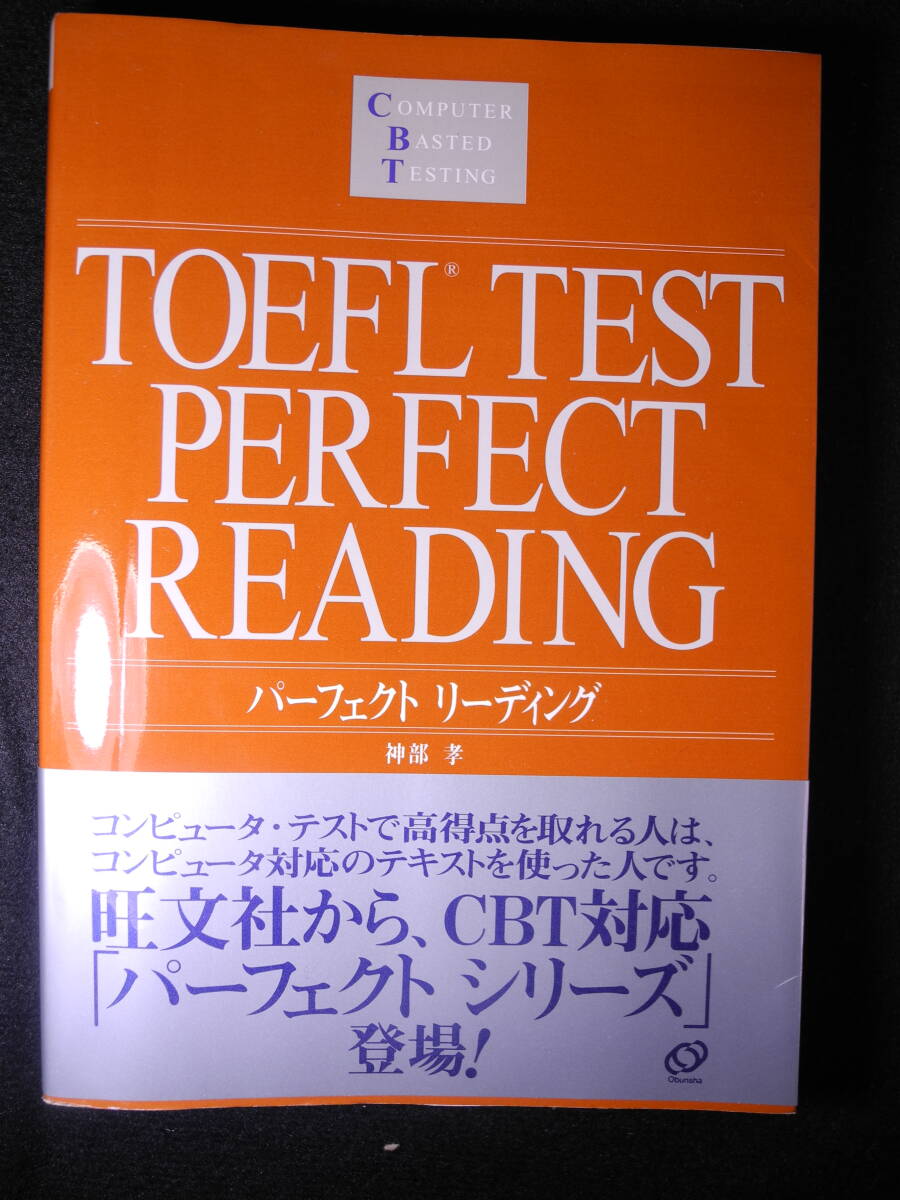 COMPUTER
BASTED
TESTING
TOEFL® TEST
PERFECT
READING
パーフェクト リーディング
神部 孝
コンピュータ・テストで高得点を取れる人は、
コンピュータ対応のテキストを使った人です。
旺文社から、CBT対応
「パーフェクト シリーズ」
登場!
Obunsha